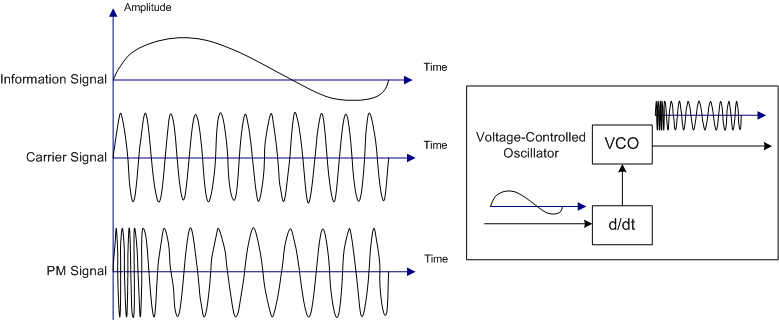 Amplitude
Time
Information Signal
Time
Carrier Signal
Time
PM Signal
Voltage-Controlled
Oscillator
VCO
d/dt